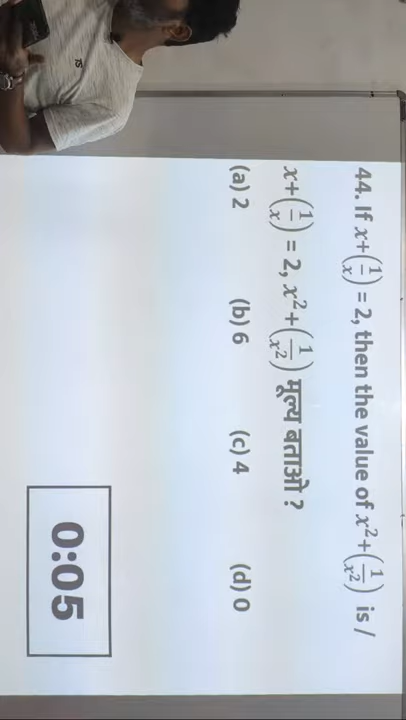 44. If x+(1/x) = 2, then the value of x²+(1/x²) is /
x+(1/x) = 2, x²+(1/x²) मूल्य बताओ ?
(a) 2 (b) 6 (c) 4 (d) 0
0:05